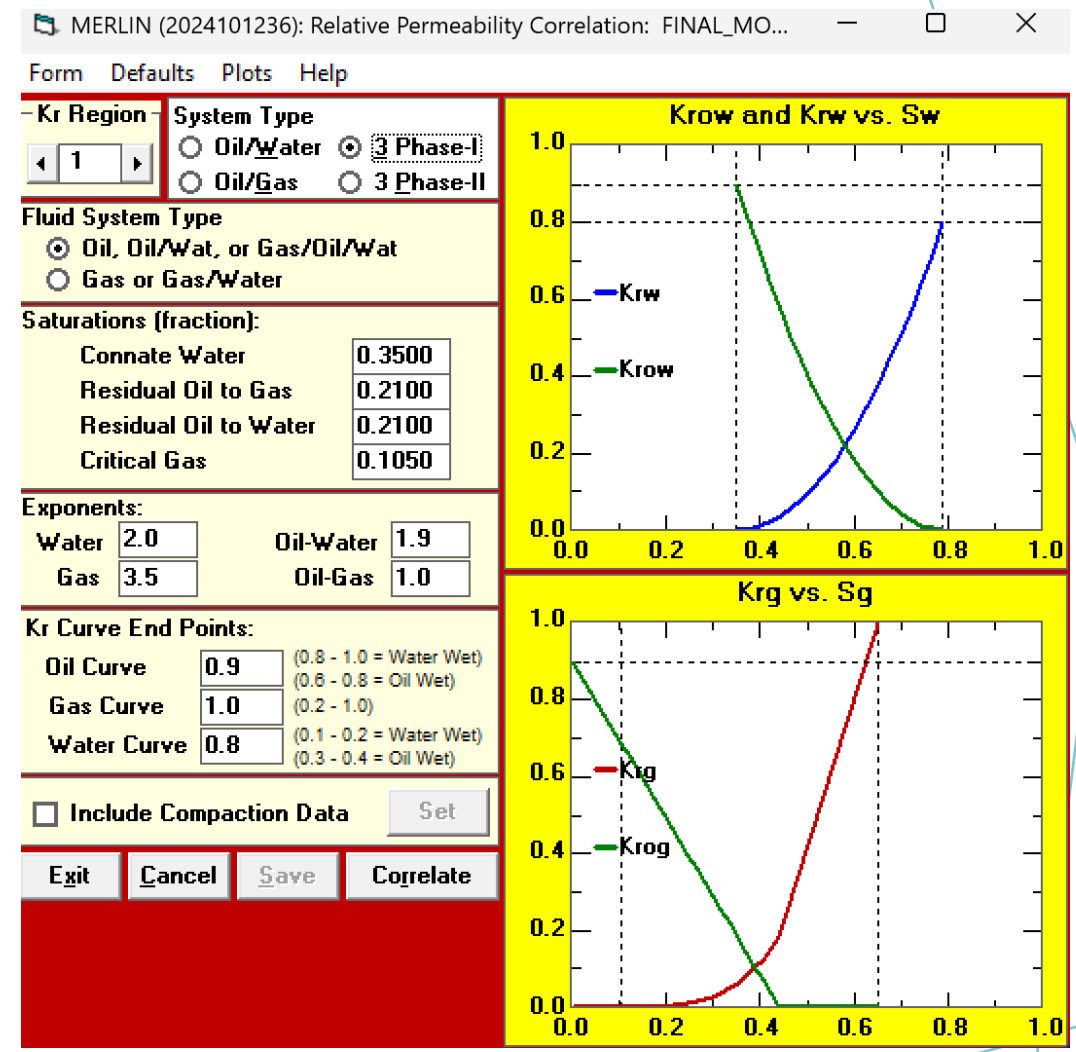 MERLIN (2024101236): Relative Permeability Correlation: FINAL_MO...
Form Defaults Plots Help
Kr Region
1
System Type
Oil/Water 3 Phase-I
Oil/Gas 3 Phase-II
Fluid System Type
Oil, Oil/Wat, or Gas/Oil/Wat
Gas or Gas/Water
Saturations (fraction):
Connate Water 0.3500
Residual Oil to Gas 0.2100
Residual Oil to Water 0.2100
Critical Gas 0.1050
Exponents:
Water 2.0 Oil-Water 1.9
Gas 3.5 Oil-Gas 1.0
Kr Curve End Points:
Oil Curve 0.9 (0.8 - 1.0 = Water Wet)
(0.6 - 0.8 = Oil Wet)
Gas Curve 1.0 (0.2 - 1.0)
Water Curve 0.8 (0.1 - 0.2 = Water Wet)
(0.3 - 0.4 = Oil Wet)
Include Compaction Data Set
Exit Cancel Save Correlate
Krow and Krw vs. Sw
1.0
0.8
0.6
Krw
0.4
Krow
0.2
0.0
0.0 0.2 0.4 0.6 0.8 1.0
Krg vs. Sg
1.0
0.8
0.6
Krg
0.4
Krog
0.2
0.0
0.0 0.2 0.4 0.6 0.8 1.0